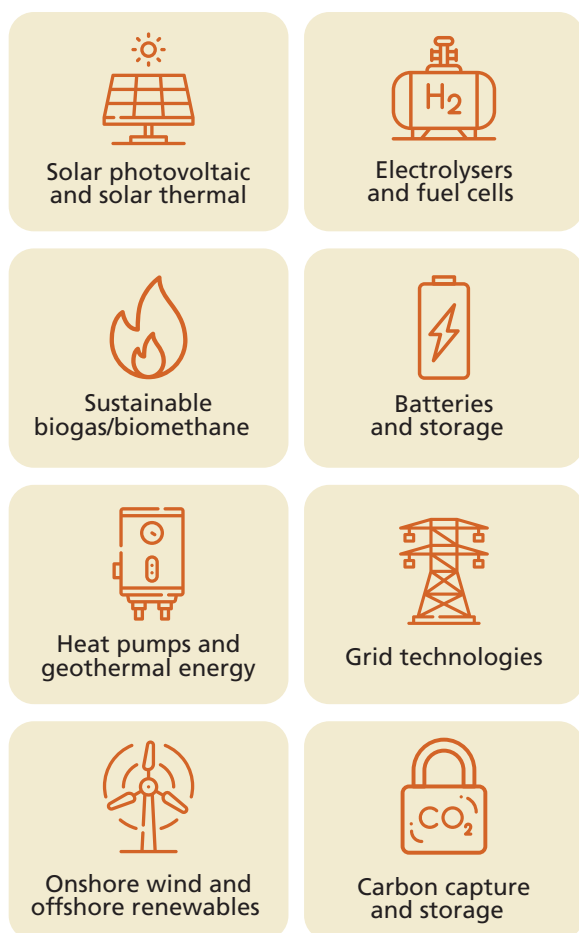 Solar photovoltaic
and solar thermal
H2
Electrolysers
and fuel cells
Sustainable
biogas/biomethane
Batteries
and storage
Heat pumps and
geothermal energy
Grid technologies
Onshore wind and
offshore renewables
CO2
Carbon capture
and storage